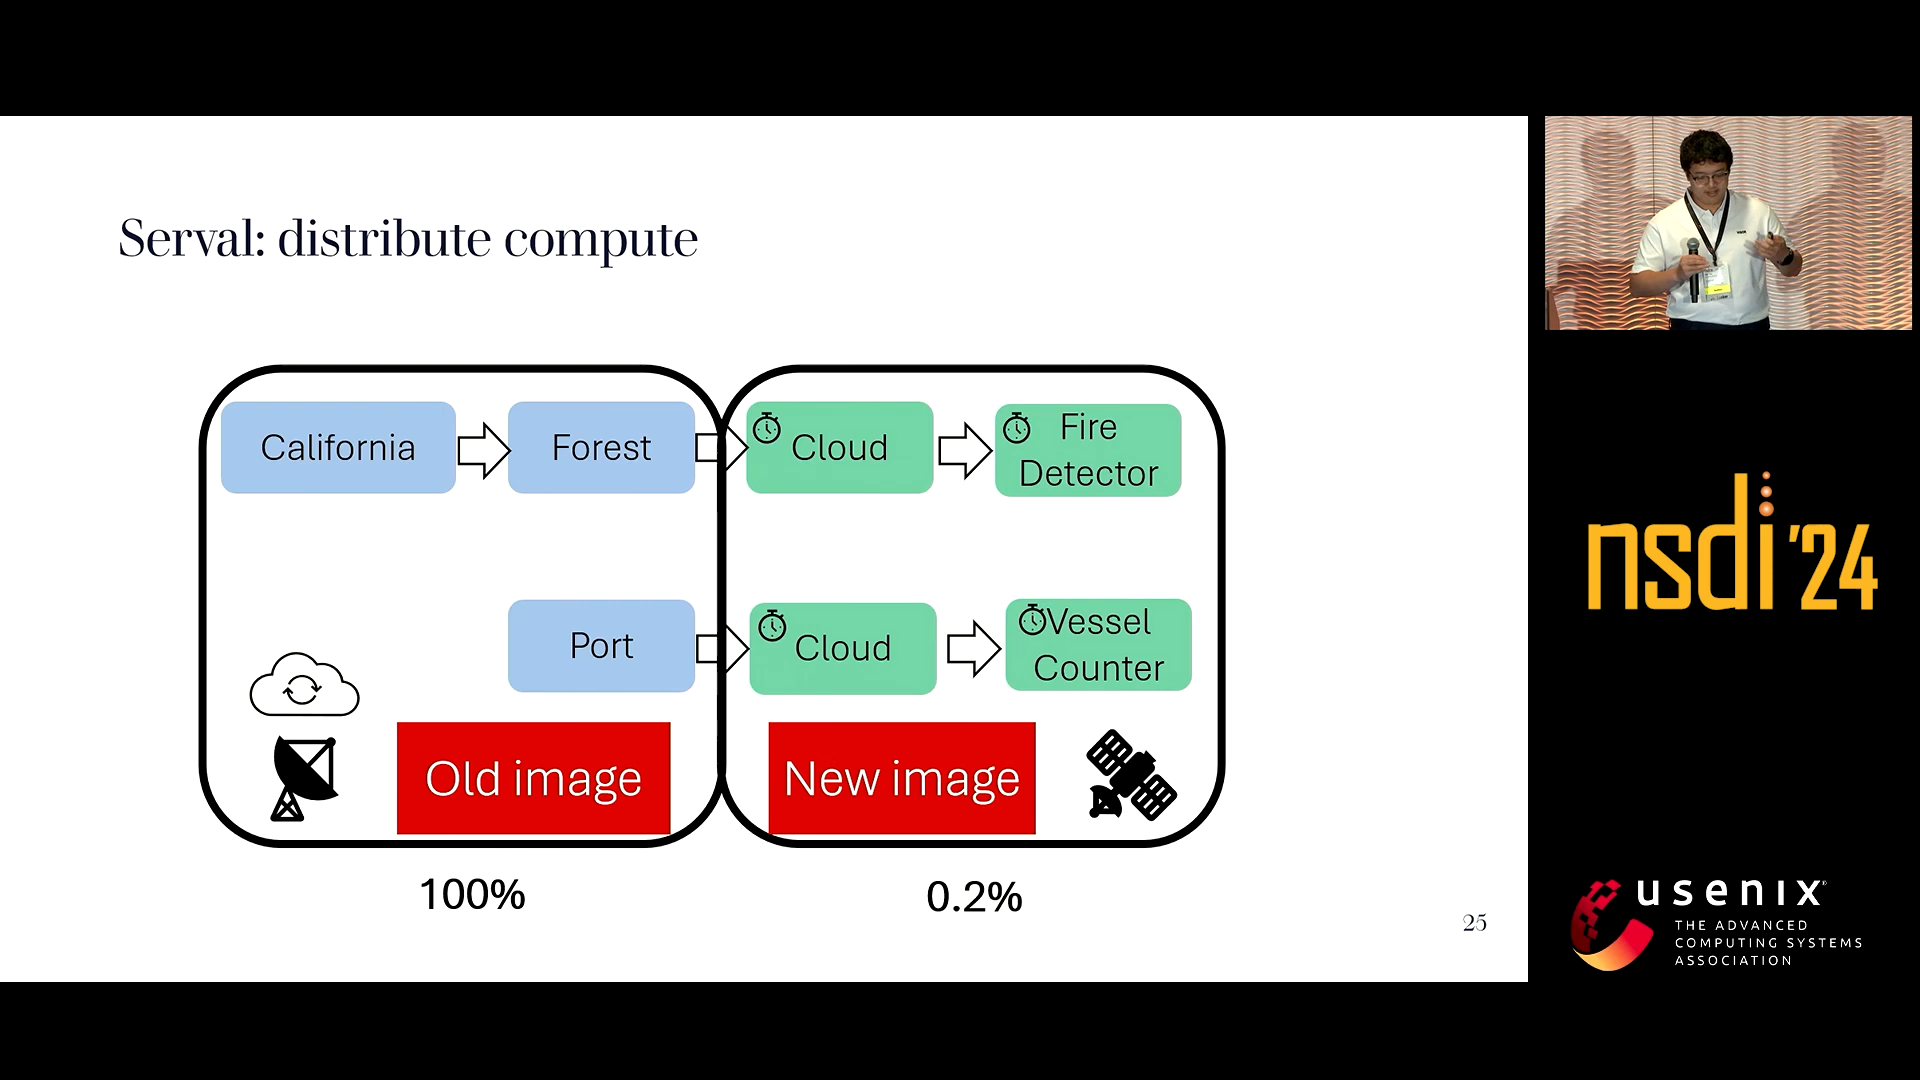 Serval: distribute compute
California
Forest
Cloud
Fire
Detector
Port
Cloud
Vessel
Counter
Old image
New image
100%
0.2%
25
nsdi '24
usenix
THE ADVANCED
COMPUTING SYSTEMS
ASSOCIATION